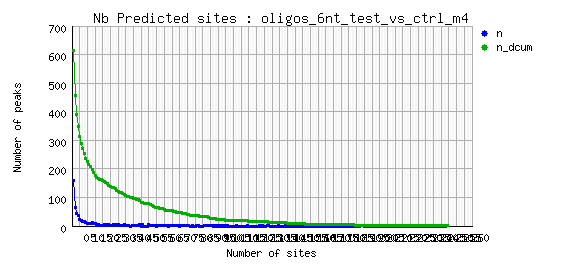 Nb Predicted sites : oligos_6nt_test_vs_ctrl_m4
700
n
n_dcum
600
500
400
300
200
100
0
Number of peaks
Number of sites